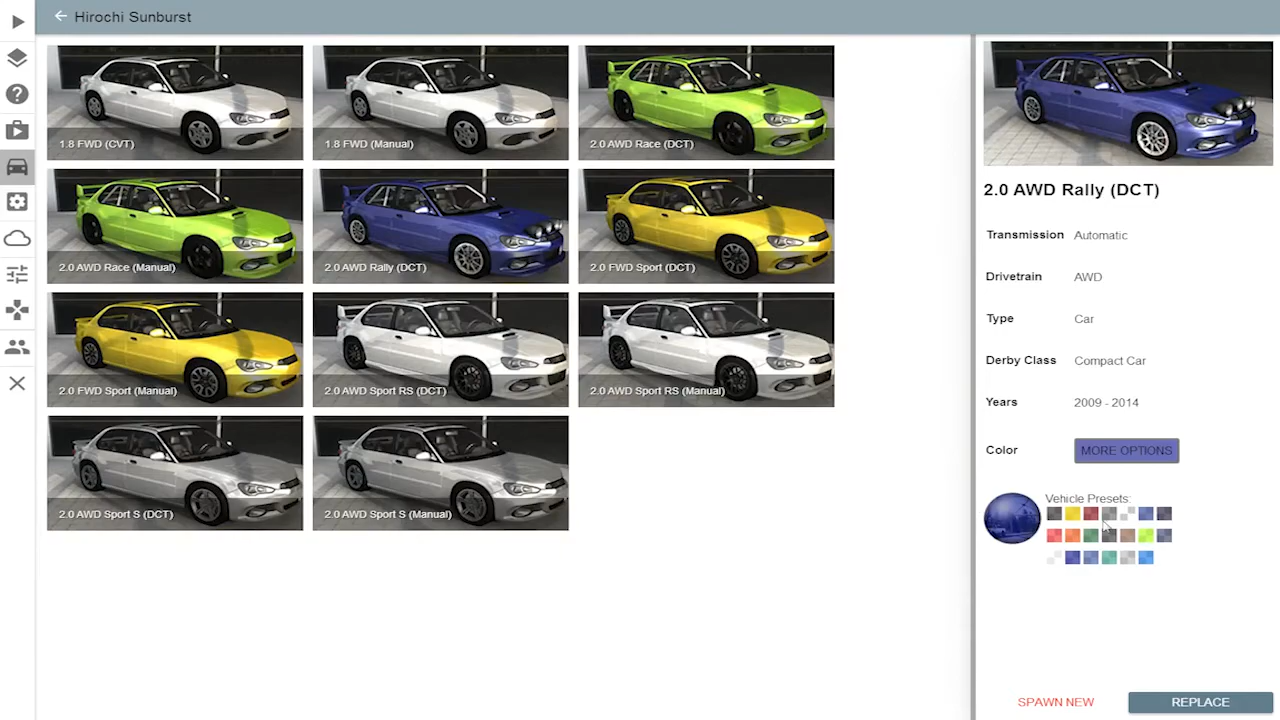 Hirochi Sunburst
1.8 FWD (CVT)
1.8 FWD (Manual)
2.0 AWD Race (DCT)
2.0 AWD Race (Manual)
2.0 AWD Rally (DCT)
2.0 FWD Sport (DCT)
2.0 FWD Sport (Manual)
2.0 AWD Sport RS (DCT)
2.0 AWD Sport RS (Manual)
2.0 AWD Sport S (DCT)
2.0 AWD Sport S (Manual)
2.0 AWD Rally (DCT)
Transmission Automatic
Drivetrain AWD
Type Car
Derby Class Compact Car
Years 2009 - 2014
Color MORE OPTIONS
Vehicle Presets:
SPAWN NEW REPLACE